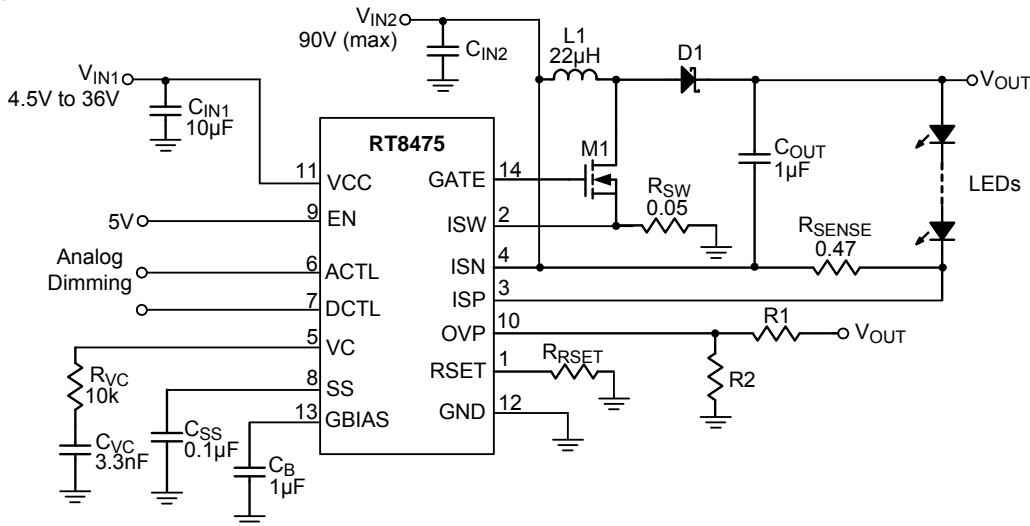 VIN2
90V (max)
CIN2
L1
22µH
D1
VOUT
VIN1
4.5V to 36V
CIN1
10µF
RT8475
M1
COUT
1µF
LEDs
11
VCC
GATE
14
RSW
0.05
5V
9
EN
ISW
2
RSENSE
0.47
Analog
Dimming
6
ACTL
ISN
4
7
DCTL
ISP
3
5
VC
OVP
10
R1
VOUT
RVC
10k
8
SS
RSET
1
RRSET
R2
13
GBIAS
GND
12
CVC
3.3nF
CSS
0.1µF
CB
1µF